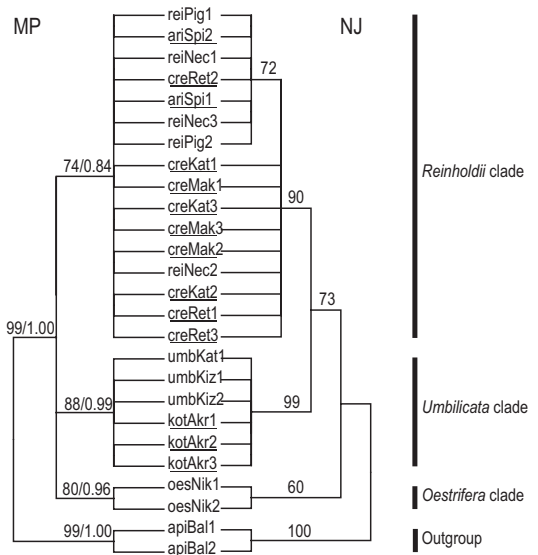 MP
NJ
reiPig1
ariSpi2
reiNec1
creRet2
ariSpi1
reiNec3
reiPig2
creKat1
creMak1
creKat3
creMak3
creMak2
reiNec2
creKat2
creRet1
creRet3
umbKat1
umbKiz1
umbKiz2
kotAkr1
kotAkr2
kotAkr3
oesNik1
oesNik2
apiBal1
apiBal2
74/0.84
99/1.00
88/0.99
80/0.96
99/1.00
72
90
73
99
60
100
Reinholdii clade
Umbilicata clade
Oestrifera clade
Outgroup